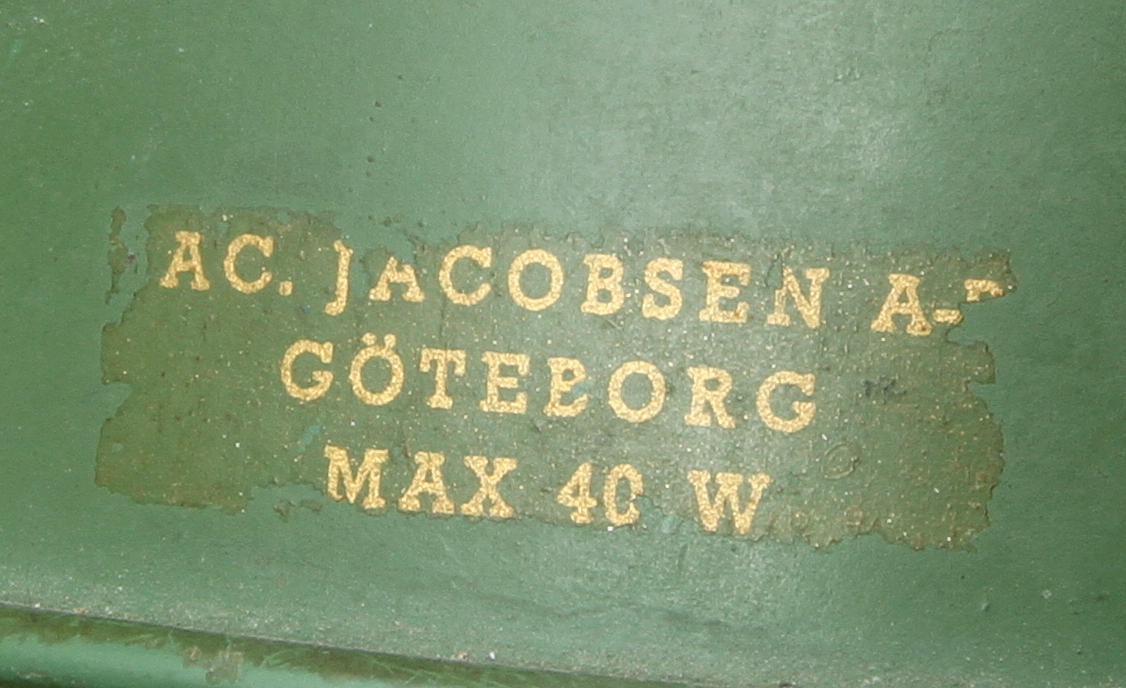 AC. JACOBSEN A-B
GÖTEBORG
MAX 40 W